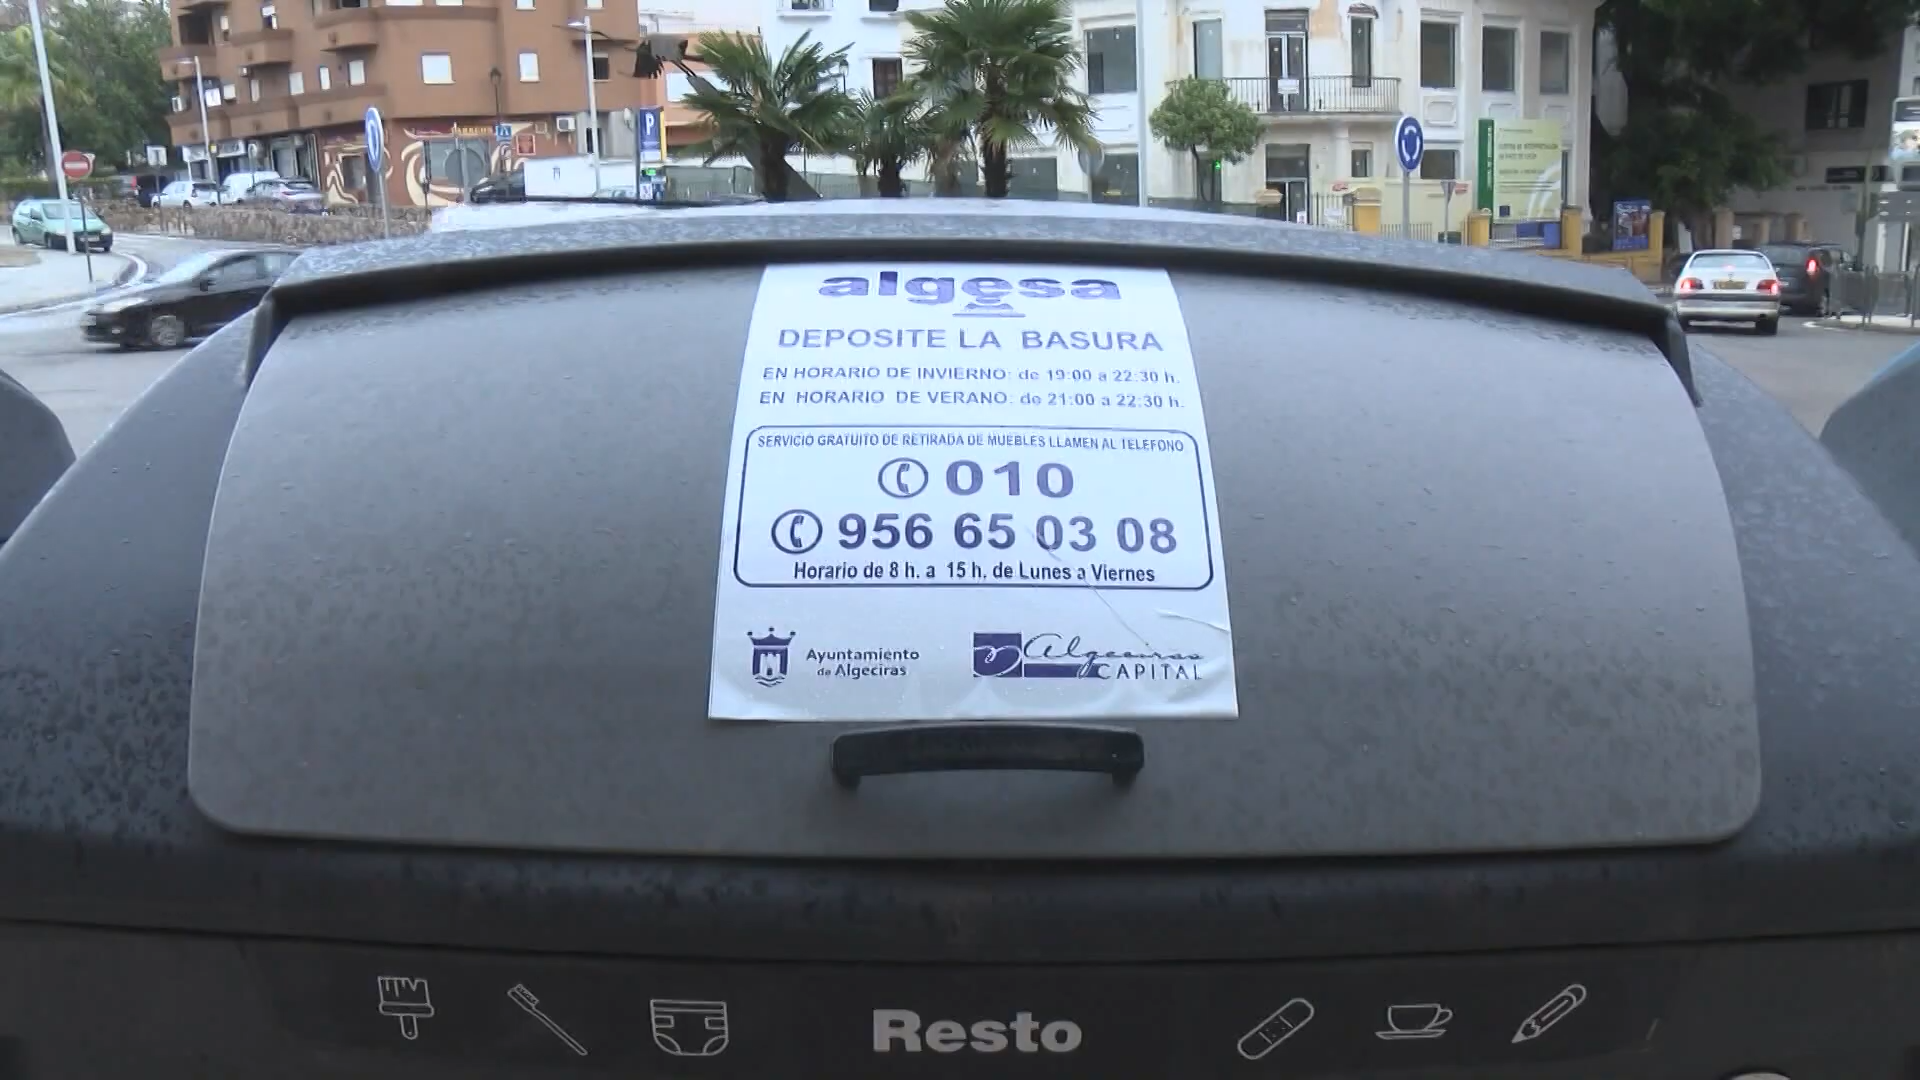 P
algesa
DEPOSITE LA BASURA
EN HORARIO DE INVIERNO: de 19:00 a 22:30 h.
EN HORARIO DE VERANO: de 21:00 a 22:30 h.
SERVICIO GRATUITO DE RETIRADA DE MUEBLES LLAMEN AL TELEFONO
010
956 65 03 08
Horario de 8 h. a 15 h. de Lunes a Viernes
Ayuntamiento
de Algeciras
Algeciras
CAPITAL
Resto